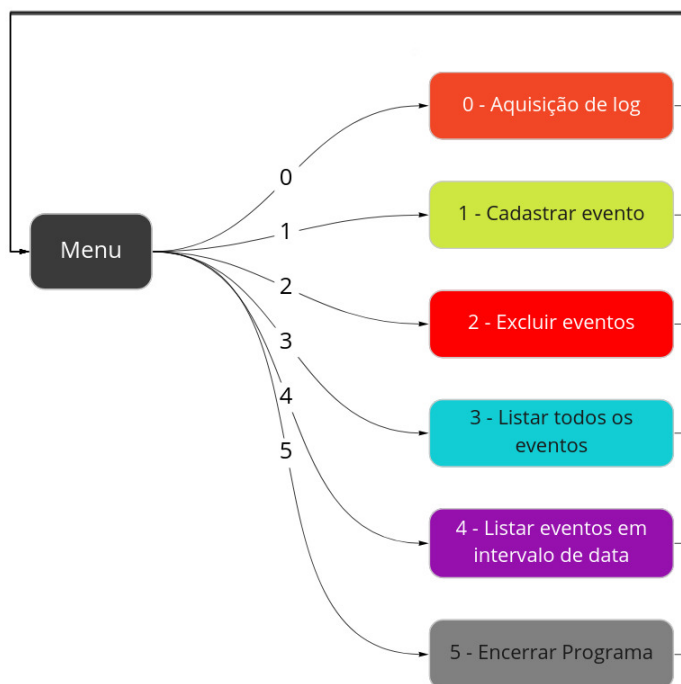 0 - Aquisição de log
0
1 - Cadastrar evento
1
Menu
2
2 - Excluir eventos
3
3 - Listar todos os
eventos
4
5
4 - Listar eventos em
intervalo de data
5 - Encerrar Programa